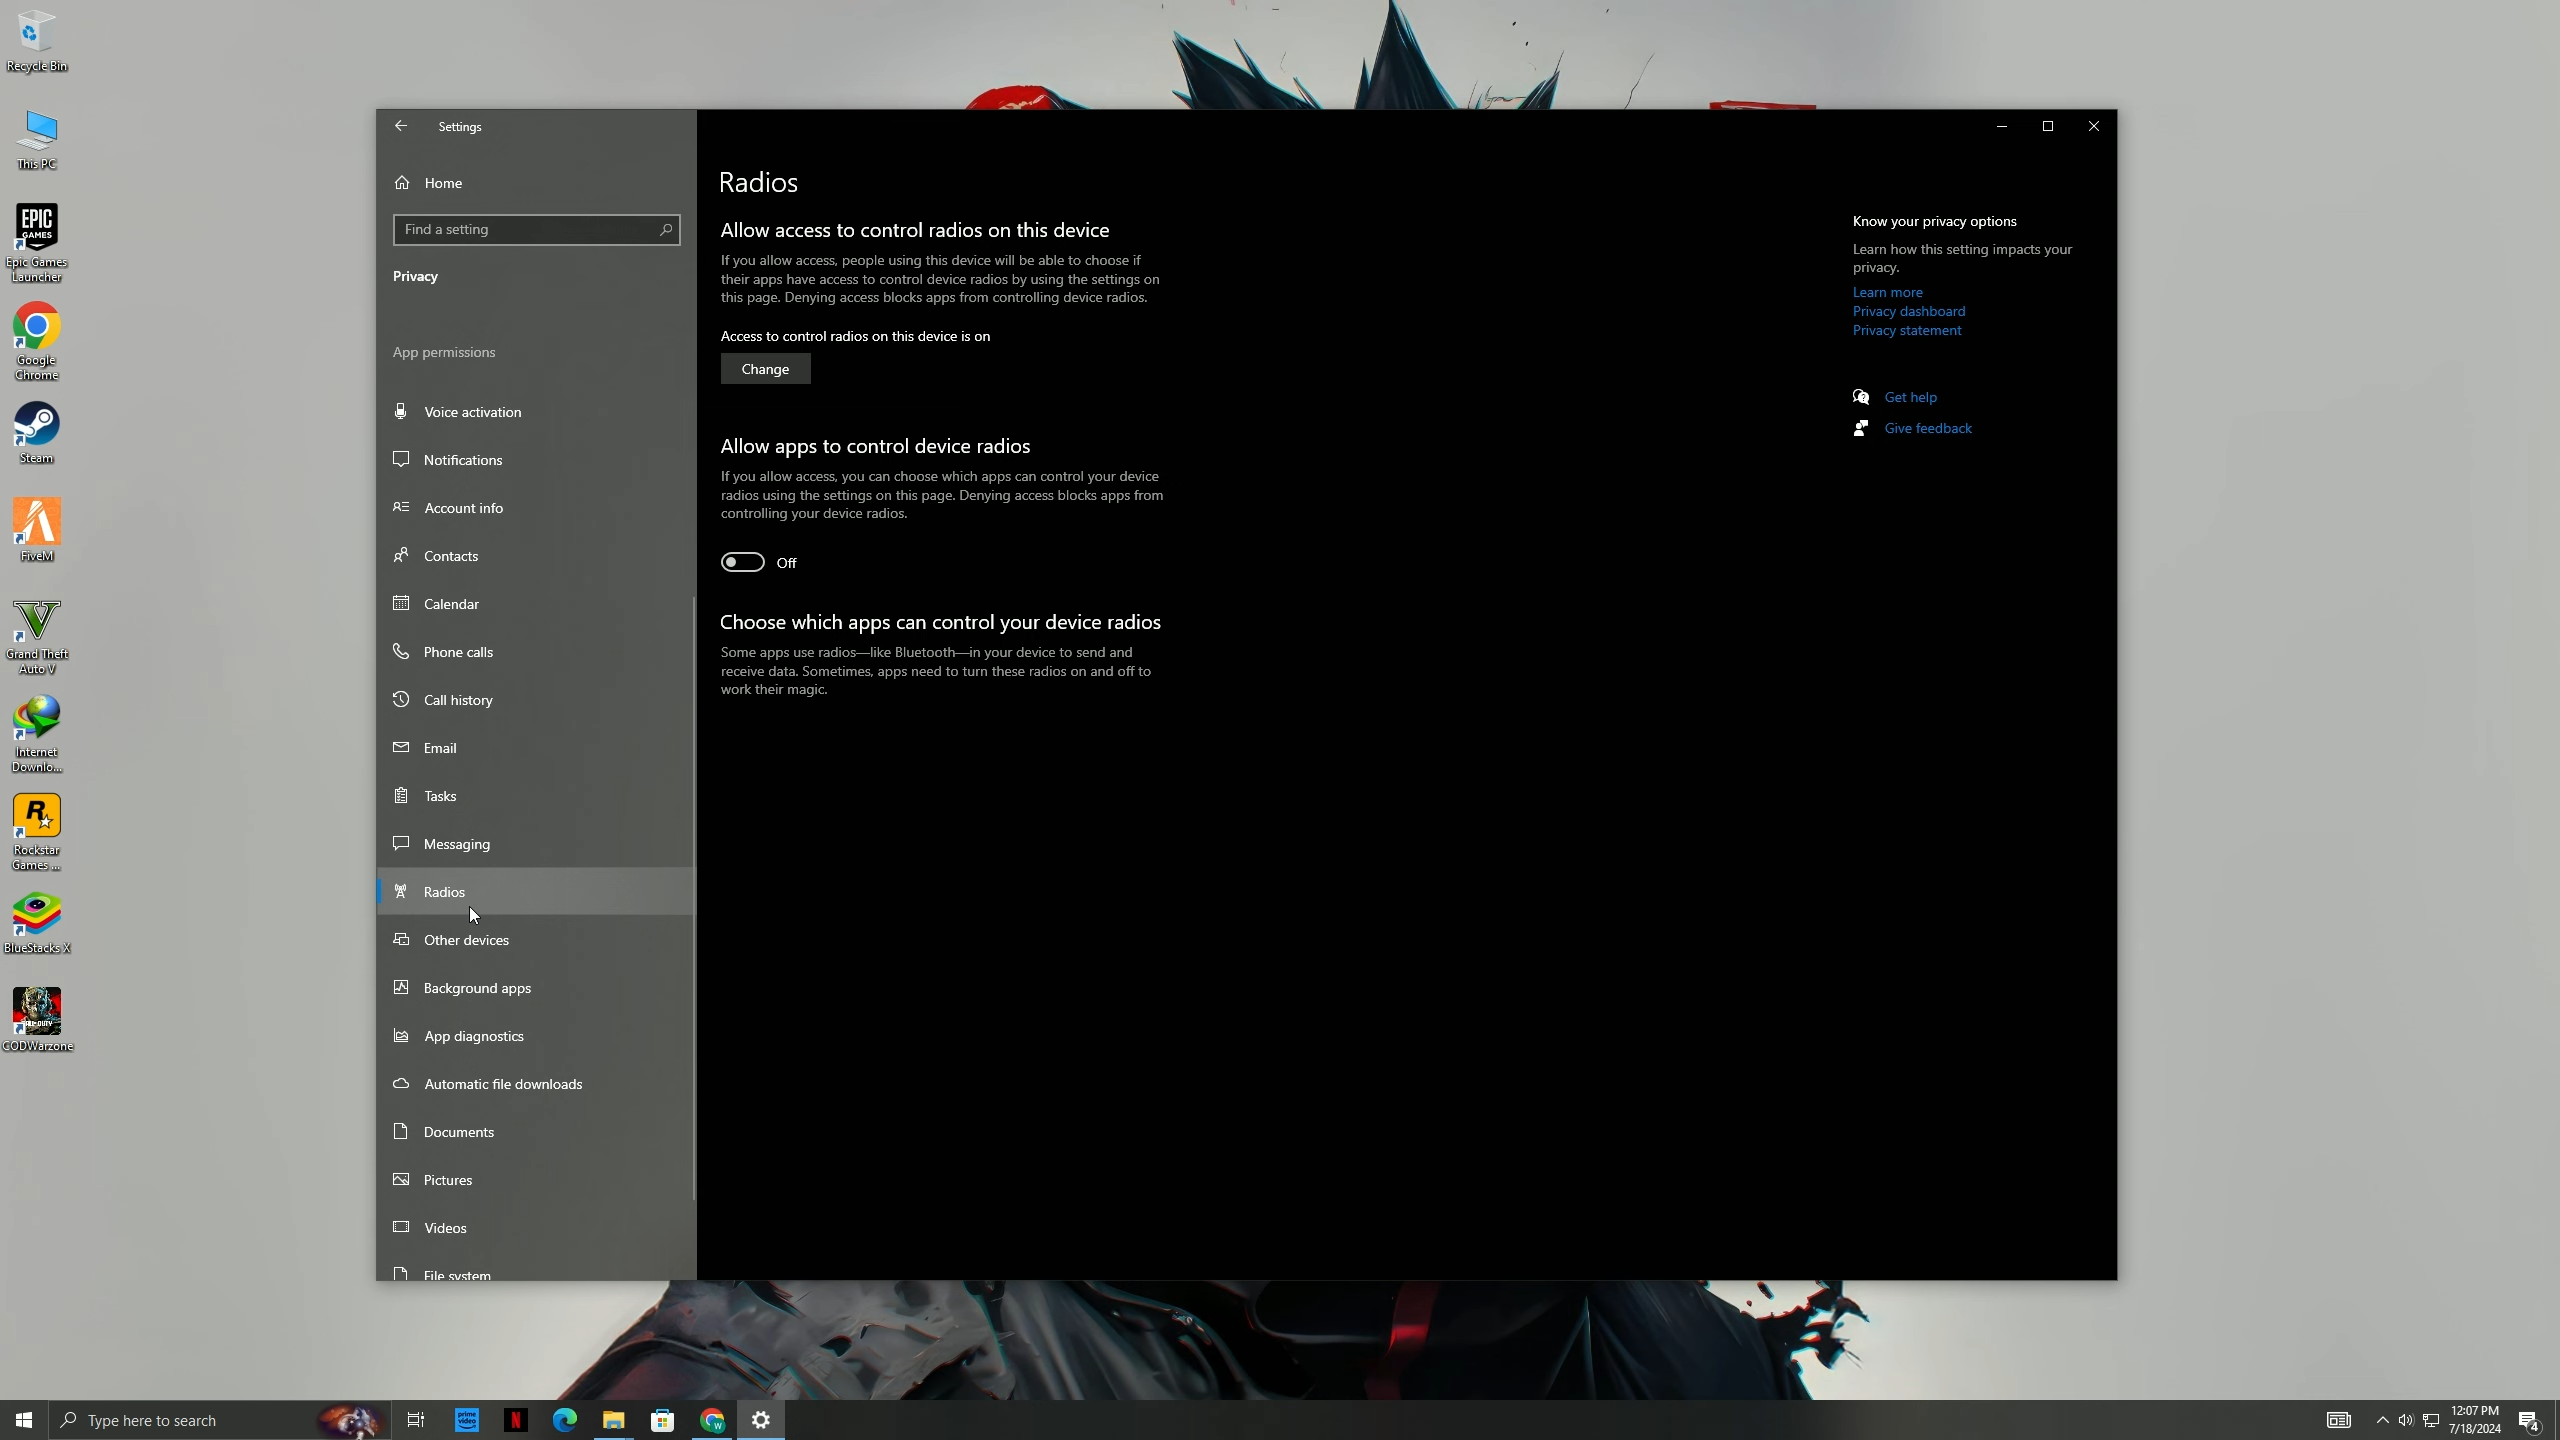 Recycle Bin
This PC
EPIC
GAMES
Epic Games
Launcher
Google
Chrome
Steam
FiveM
Grand Theft
Auto V
Internet
Downlo...
Rockstar
Games ...
BlueStacks X
CODWarzone
Settings
Home
Find a setting
Privacy
App permissions
Voice activation
Notifications
Account info
Contacts
Calendar
Phone calls
Call history
Email
Tasks
Messaging
Radios
Other devices
Background apps
App diagnostics
Automatic file downloads
Documents
Pictures
Videos
File system
Radios
Allow access to control radios on this device
If you allow access, people using this device will be able to choose if
their apps have access to control device radios by using the settings on
this page. Denying access blocks apps from controlling device radios.
Access to control radios on this device is on
Change
Allow apps to control device radios
If you allow access, you can choose which apps can control your device
radios using the settings on this page. Denying access blocks apps from
controlling your device radios.
Off
Choose which apps can control your device radios
Some apps use radios—like Bluetooth—in your device to send and
receive data. Sometimes, apps need to turn these radios on and off to
work their magic.
Know your privacy options
Learn how this setting impacts your
privacy.
Learn more
Privacy dashboard
Privacy statement
Get help
Give feedback
Type here to search
prime
video
N
W
12:07 PM
7/18/2024
4